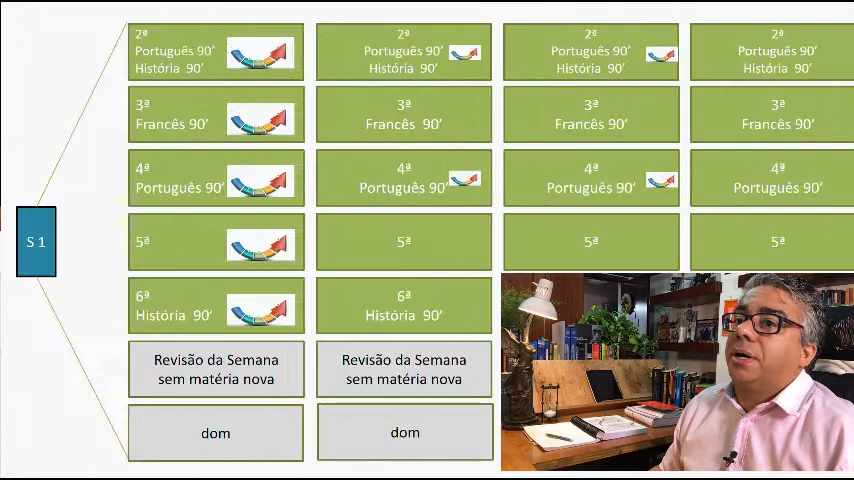 S 1
2ª
Português 90'
História 90'
3ª
Francês 90'
4ª
Português 90'
5ª
6ª
História 90'
Revisão da Semana
sem matéria nova
dom
2ª
Português 90'
História 90'
3ª
Francês 90'
4ª
Português 90'
5ª
6ª
História 90'
Revisão da Semana
sem matéria nova
dom
2ª
Português 90'
História 90'
3ª
Francês 90'
4ª
Português 90'
5ª
2ª
Português 90'
História 90'
3ª
Francês 90'
4ª
Português 90'
5ª